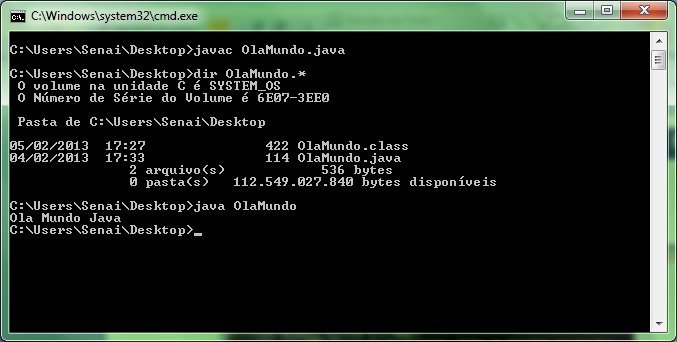 C:\Windows\system32\cmd.exe
C:\Users\Senai\Desktop>javac OlaMundo.java
C:\Users\Senai\Desktop>dir OlaMundo.*
O volume na unidade C é SYSTEM_OS
O Número de Série do Volume é 6E07-3EE0
Pasta de C:\Users\Senai\Desktop
05/02/2013  17:27               422 OlaMundo.class
04/02/2013  17:33               114 OlaMundo.java
2 arquivo(s)            536 bytes
0 pasta(s)   112.549.027.840 bytes disponíveis
C:\Users\Senai\Desktop>java OlaMundo
Ola Mundo Java
C:\Users\Senai\Desktop>_